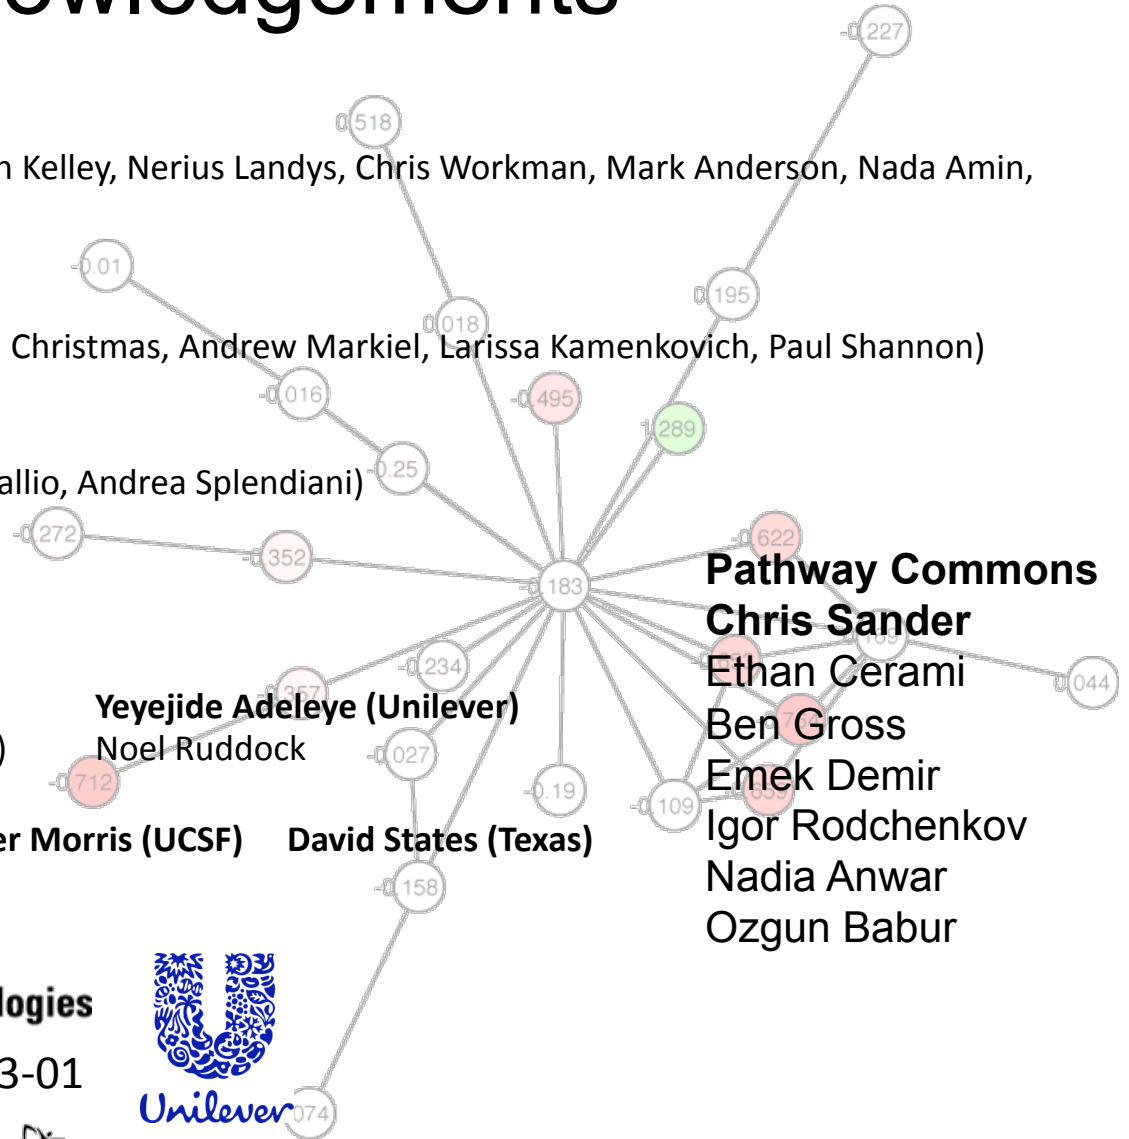 owledgements
-0.227
0.518
n Kelley, Nerius Landys, Chris Workman, Mark Anderson, Nada Amin,
-0.01
0.195
0.018
Christmas, Andrew Markiel, Larissa Kamenkovich, Paul Shannon)
-0.016
-0.495
1.289
-0.25
allio, Andrea Splendiani)
-0.272
-0.352
-0.622
-0.183
Pathway Commons
Chris Sander
Ethan Cerami
-0.234
0.044
-0.357
Yeyejide Adeleye (Unilever)
Ben Gross
)
Noel Ruddock
-0.027
-0.712
Emek Demir
-0.19
-0.109
Igor Rodchenkov
er Morris (UCSF)
David States (Texas)
Nadia Anwar
-0.158
Ozgun Babur
logies
3-01
Unilever
074